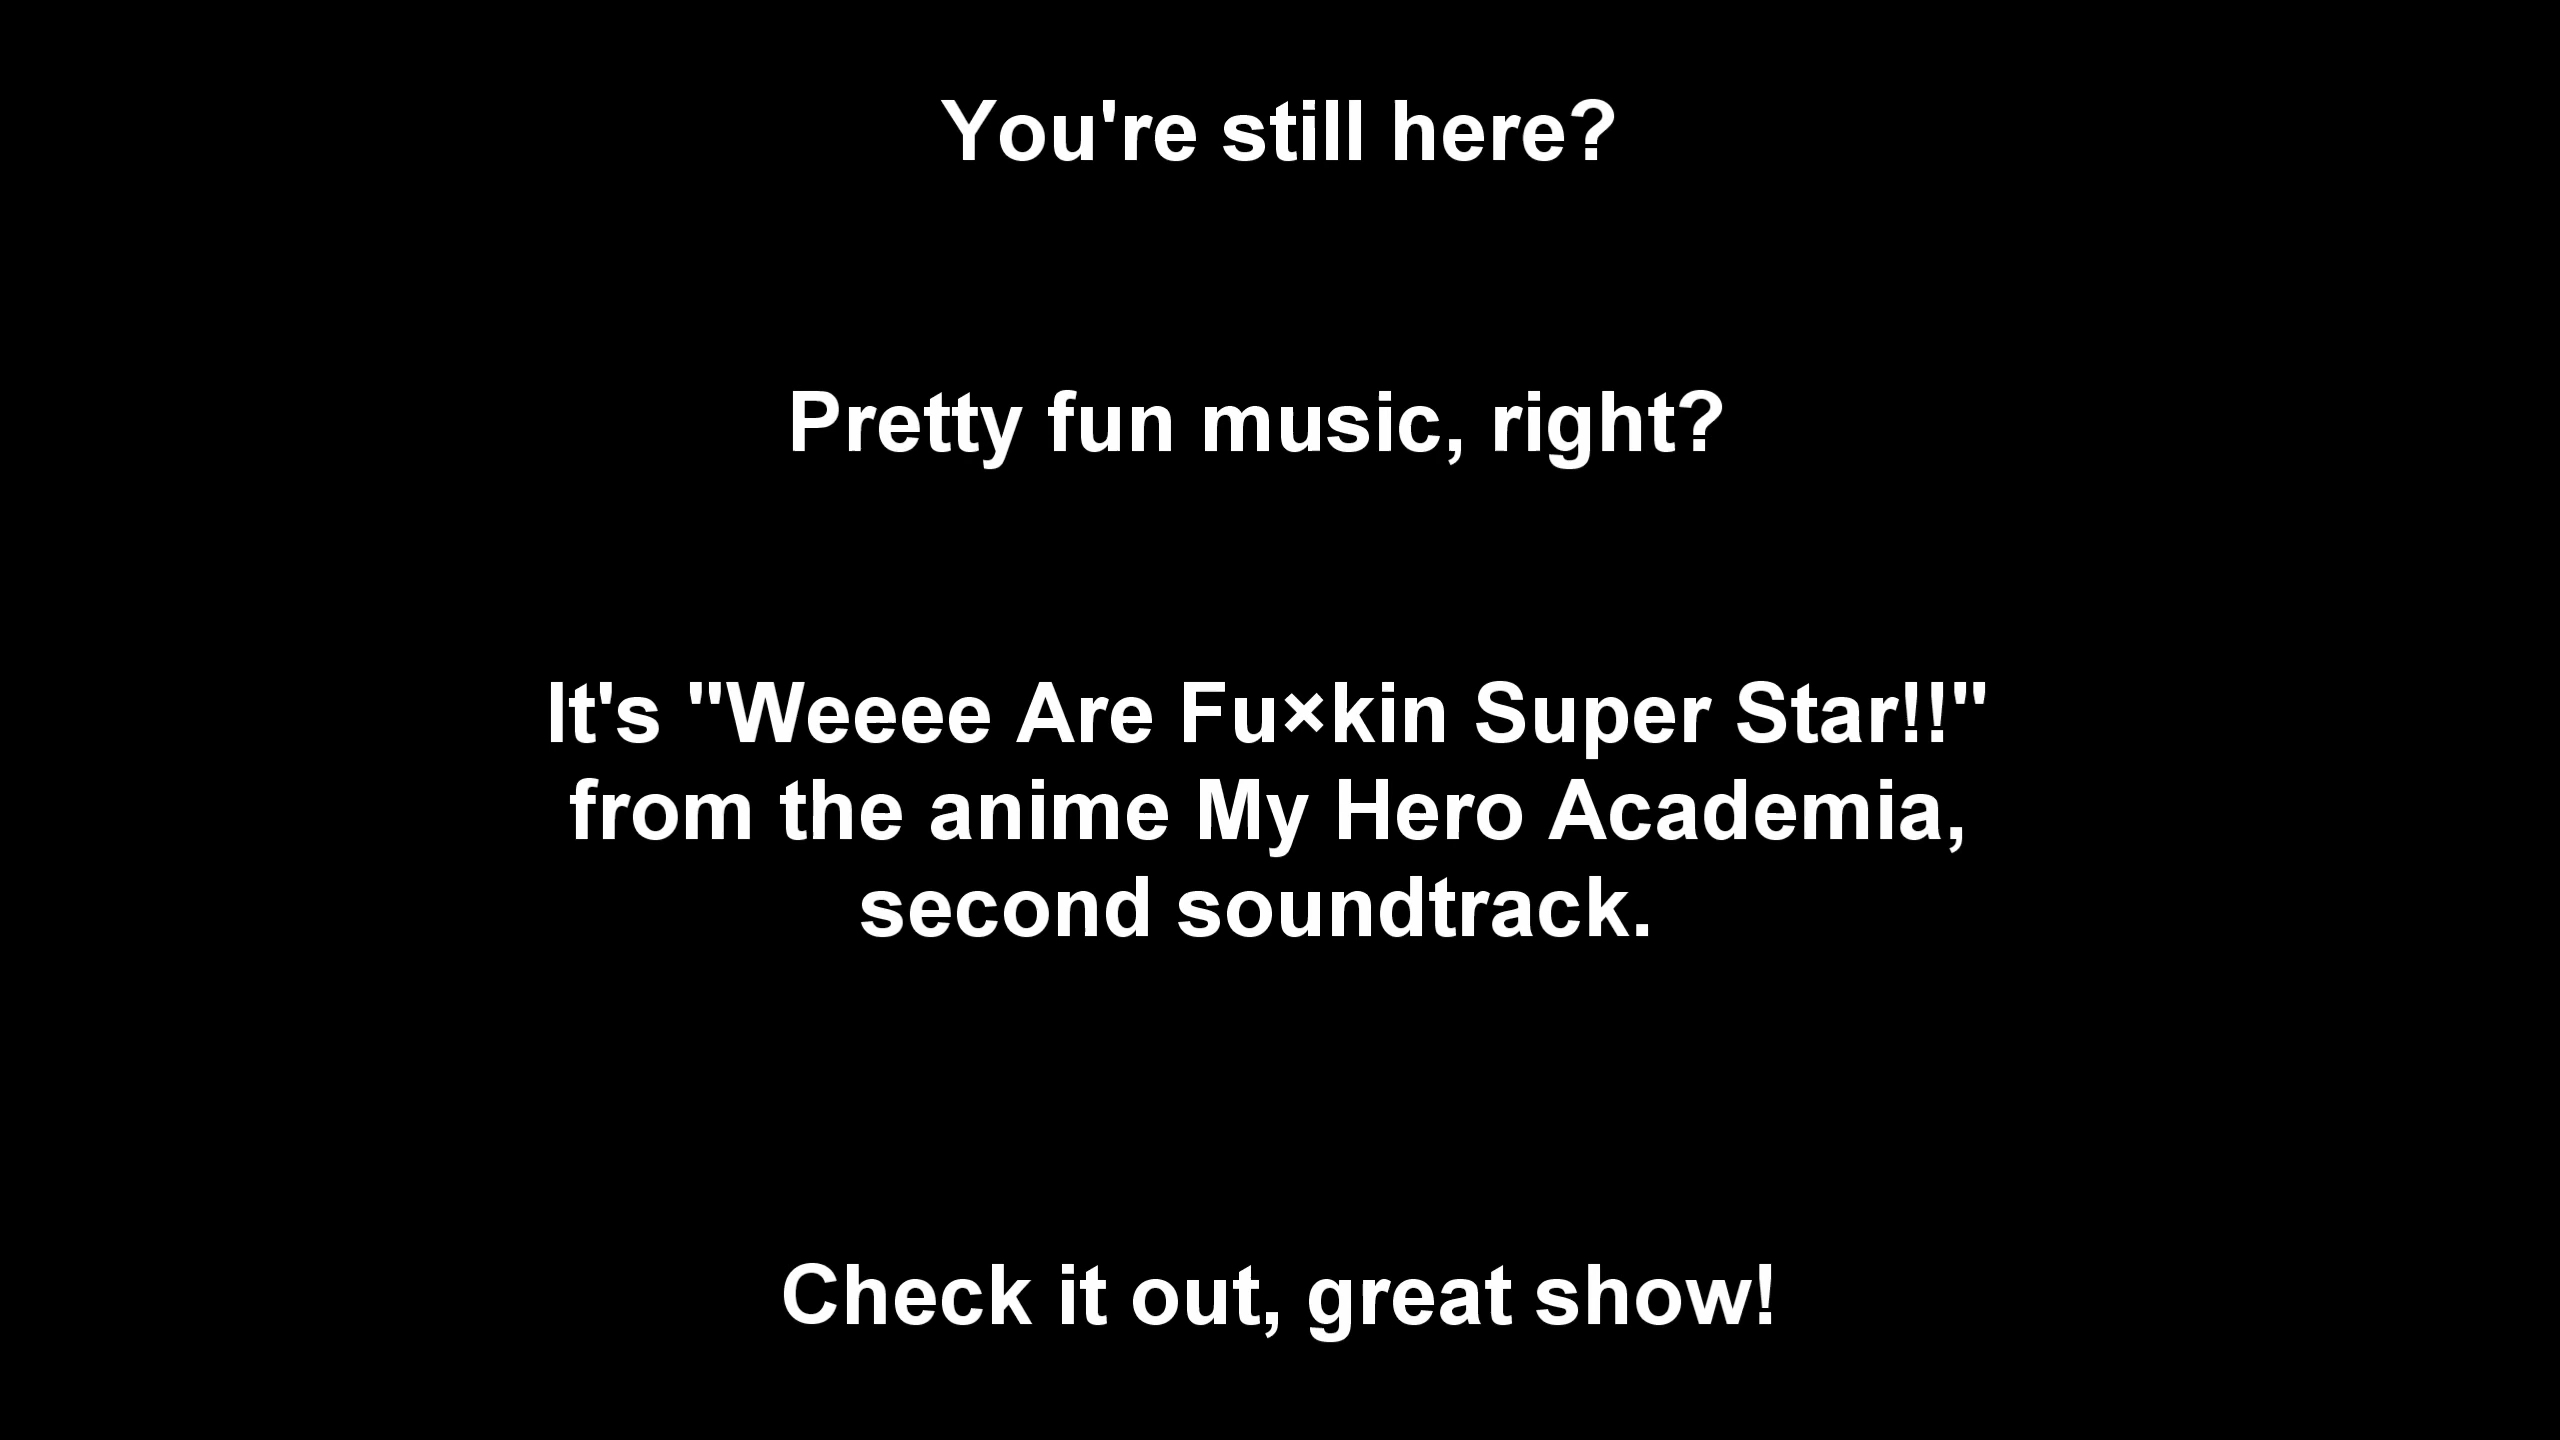 You're still here?
Pretty fun music, right?
It's "Weeee Are Fu×kin Super Star!!"
from the anime My Hero Academia,
second soundtrack.
Check it out, great show!